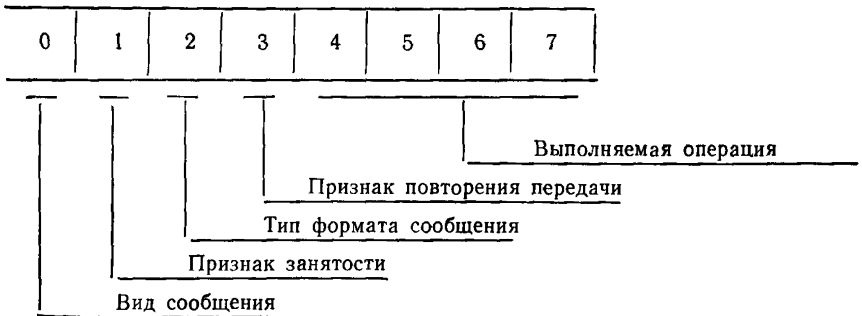 0 1 2 3 4 5 6 7
Выполняемая операция
Признак повторения передачи
Тип формата сообщения
Признак занятости
Вид сообщения